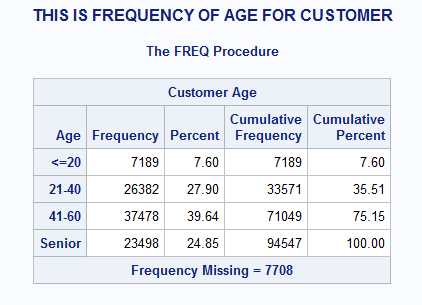 THIS IS FREQUENCY OF AGE FOR CUSTOMER
The FREQ Procedure
Customer Age
Age Frequency Percent Cumulative Frequency Cumulative Percent
<=20 7189 7.60 7189 7.60
21-40 26382 27.90 33571 35.51
41-60 37478 39.64 71049 75.15
Senior 23498 24.85 94547 100.00
Frequency Missing = 7708